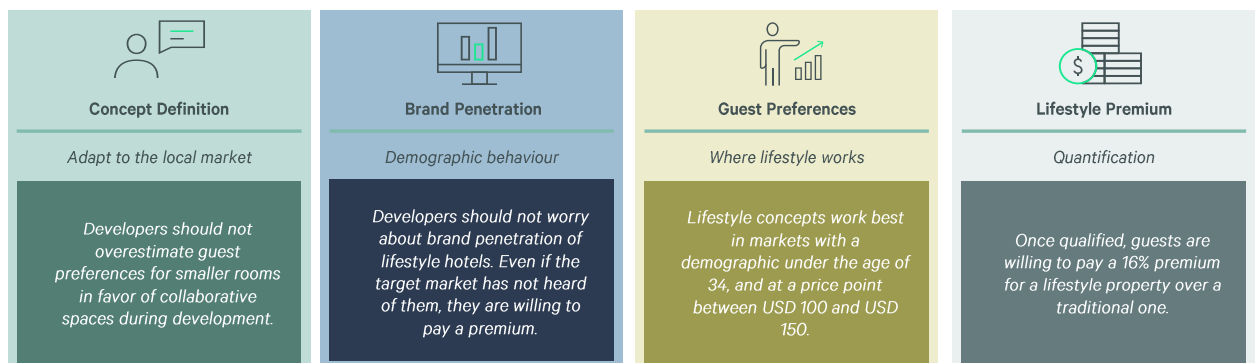 Concept Definition
Adapt to the local market
Developers should not
overestimate guest
preferences for smaller rooms
in favor of collaborative
spaces during development.
Brand Penetration
Demographic behaviour
Developers should not worry
about brand penetration of
lifestyle hotels. Even if the
target market has not heard
of them, they are willing to
pay a premium.
Guest Preferences
Where lifestyle works
Lifestyle concepts work best
in markets with a
demographic under the age of
34, and at a price point
between USD 100 and USD
150.
$
Lifestyle Premium
Quantification
Once qualified, guests are
willing to pay a 16% premium
for a lifestyle property over a
traditional one.